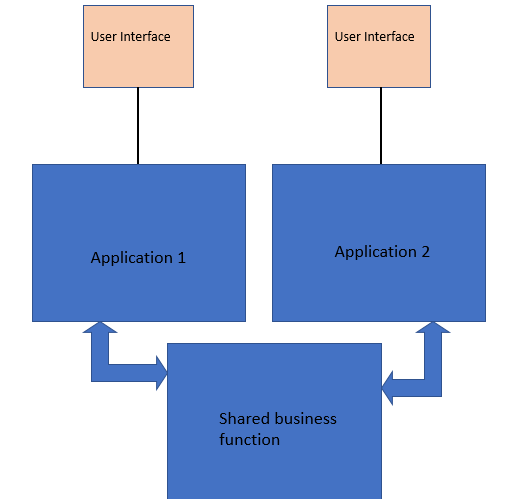 User Interface
User Interface
Application 1
Application 2
Shared business
function